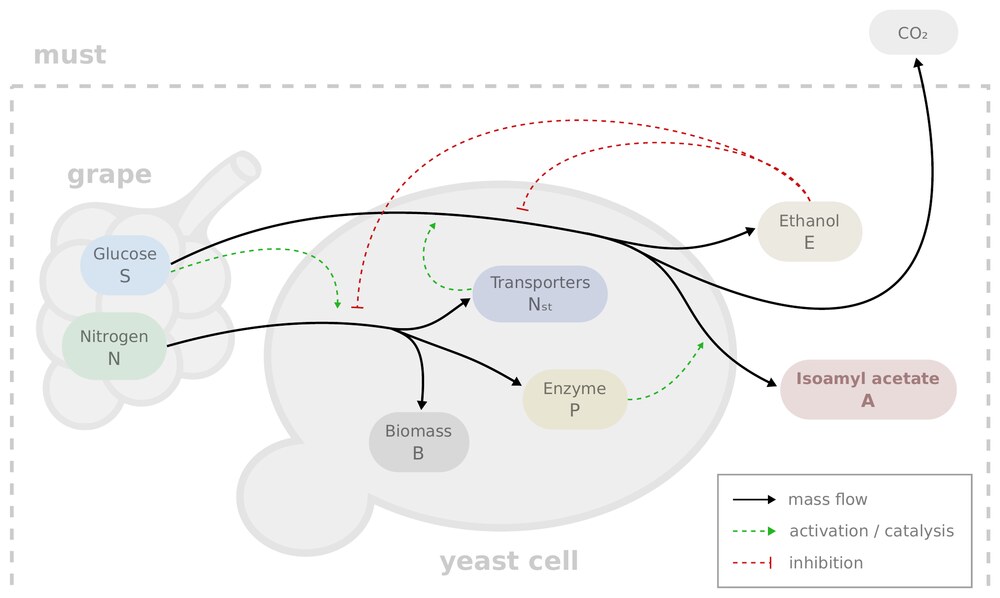 CO₂
must
grape
Ethanol
E
Glucose
S
Transporters
Nst
Nitrogen
N
Isoamyl acetate
A
Enzyme
P
Biomass
B
mass flow
activation / catalysis
inhibition
yeast cell